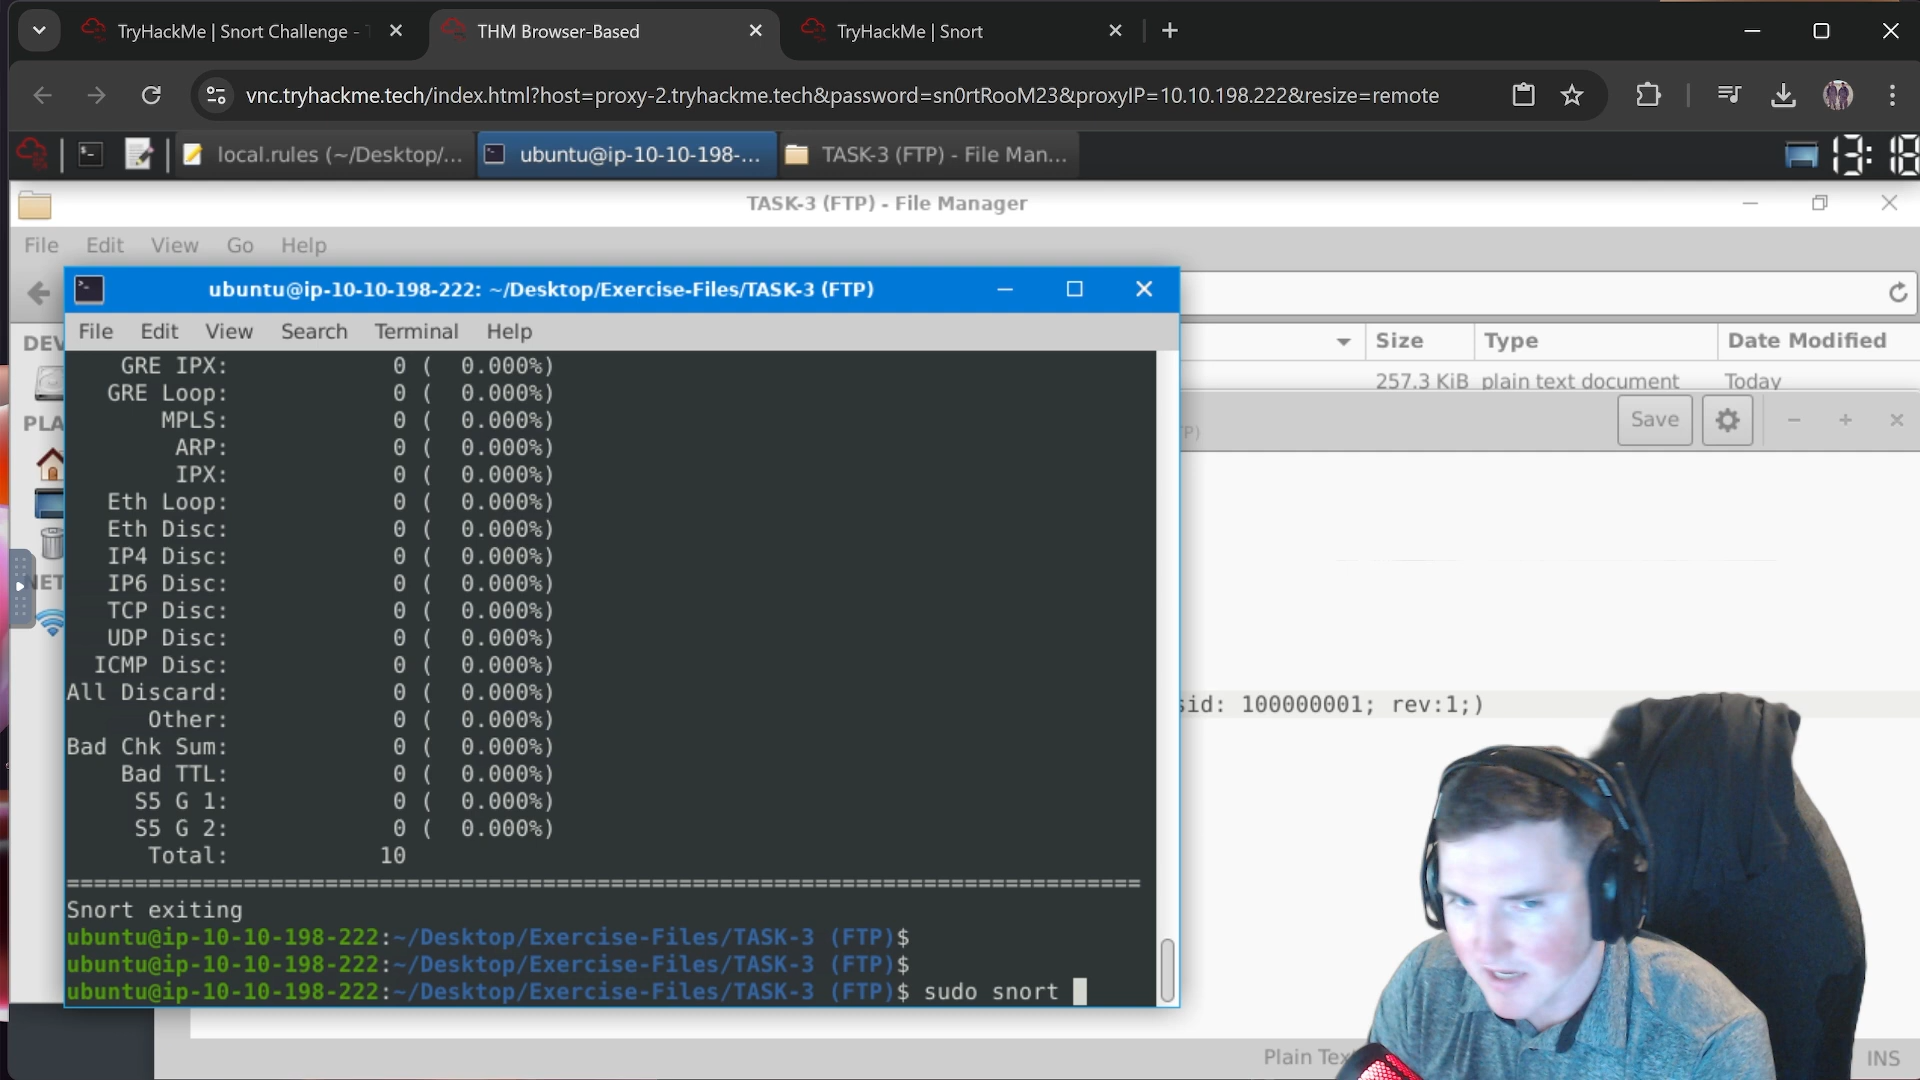 TryHackMe | Snort Challenge -
THM Browser-Based
TryHackMe | Snort
vnc.tryhackme.tech/index.html?host=proxy-2.tryhackme.tech&password=sn0rtRooM23&proxyIP=10.10.198.222&resize=remote
local.rules (~/Desktop/...
ubuntu@ip-10-10-198-...
TASK-3 (FTP) - File Man...
13:18
TASK-3 (FTP) - File Manager
File Edit View Go Help
ubuntu@ip-10-10-198-222: ~/Desktop/Exercise-Files/TASK-3 (FTP)
File Edit View Search Terminal Help
DEV
PLA
NET
Size Type Date Modified
257.3 KiB plain text document Today
Save
GRE IPX: 0 ( 0.000%)
GRE Loop: 0 ( 0.000%)
MPLS: 0 ( 0.000%)
ARP: 0 ( 0.000%)
IPX: 0 ( 0.000%)
Eth Loop: 0 ( 0.000%)
Eth Disc: 0 ( 0.000%)
IP4 Disc: 0 ( 0.000%)
IP6 Disc: 0 ( 0.000%)
TCP Disc: 0 ( 0.000%)
UDP Disc: 0 ( 0.000%)
ICMP Disc: 0 ( 0.000%)
All Discard: 0 ( 0.000%)
Other: 0 ( 0.000%)
Bad Chk Sum: 0 ( 0.000%)
Bad TTL: 0 ( 0.000%)
S5 G 1: 0 ( 0.000%)
S5 G 2: 0 ( 0.000%)
Total: 10
===============================================================================
Snort exiting
ubuntu@ip-10-10-198-222:~/Desktop/Exercise-Files/TASK-3 (FTP)$
ubuntu@ip-10-10-198-222:~/Desktop/Exercise-Files/TASK-3 (FTP)$
ubuntu@ip-10-10-198-222:~/Desktop/Exercise-Files/TASK-3 (FTP)$ sudo snort
sid: 100000001; rev:1;)
Plain Tex
INS